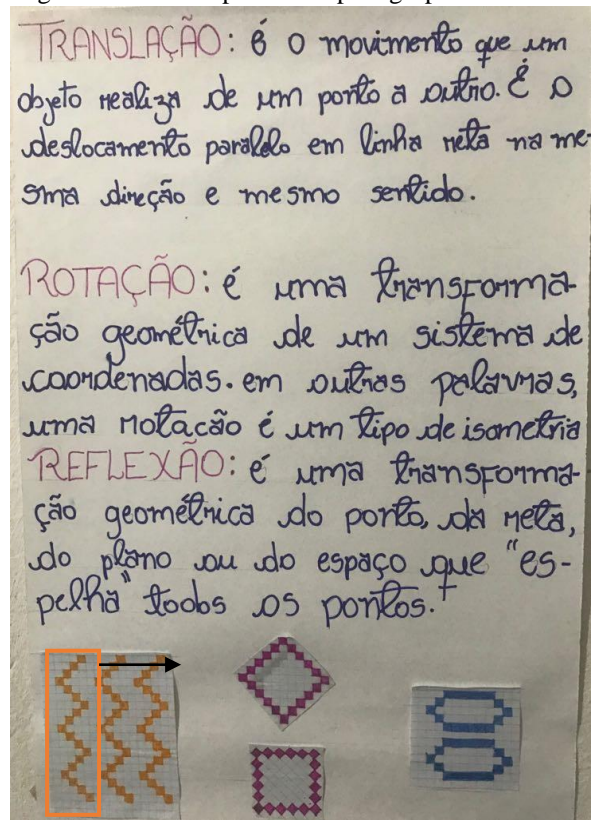 TRANSLAÇÃO: é o movimento que um
objeto realiza de um ponto a outro. É o
deslocamento paralelo em linha reta na me-
sma direção e mesmo sentido.
ROTAÇÃO: é uma transforma-
ção geométrica de um sistema de
coordenadas. em outras palavras,
uma rotacão é um tipo de isometria
REFLEXÃO: é uma transforma-
ção geométrica do ponto, da reta,
do plano ou do espaço que "es-
pelha" toobs os pontos.